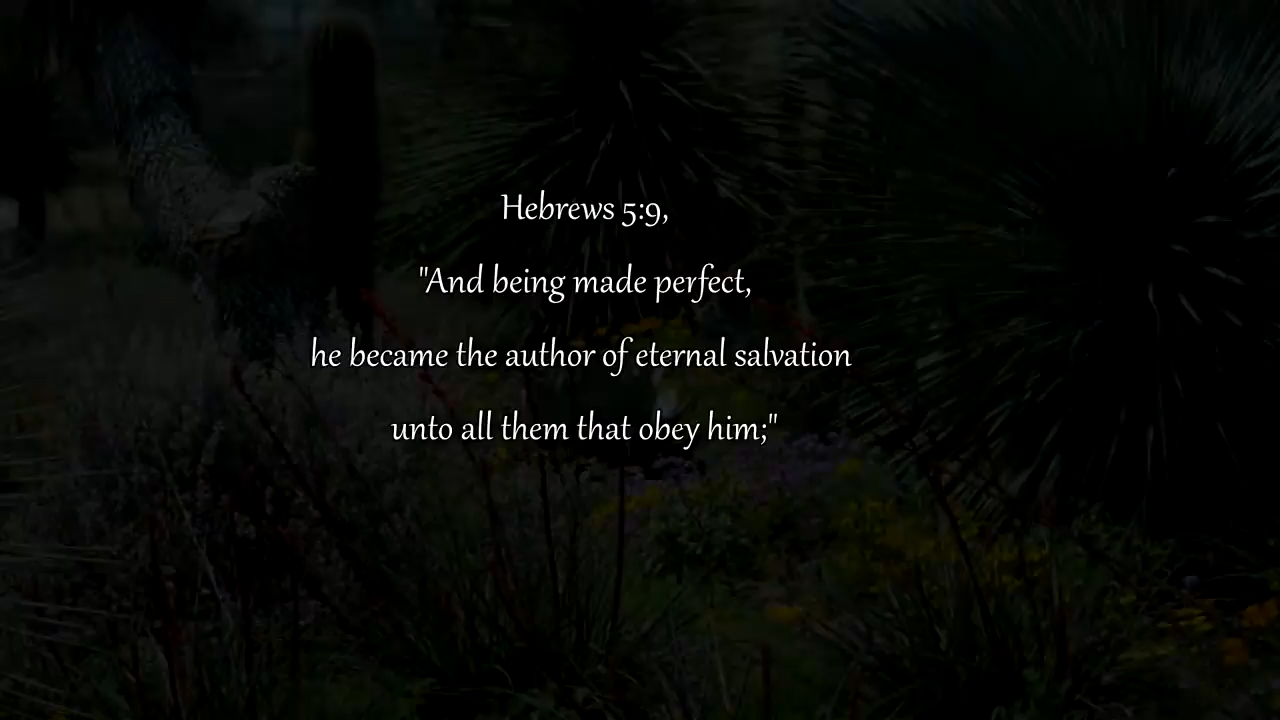 Hebrews 5:9,
"And being made perfect,
he became the author of eternal salvation
unto all them that obey him;"